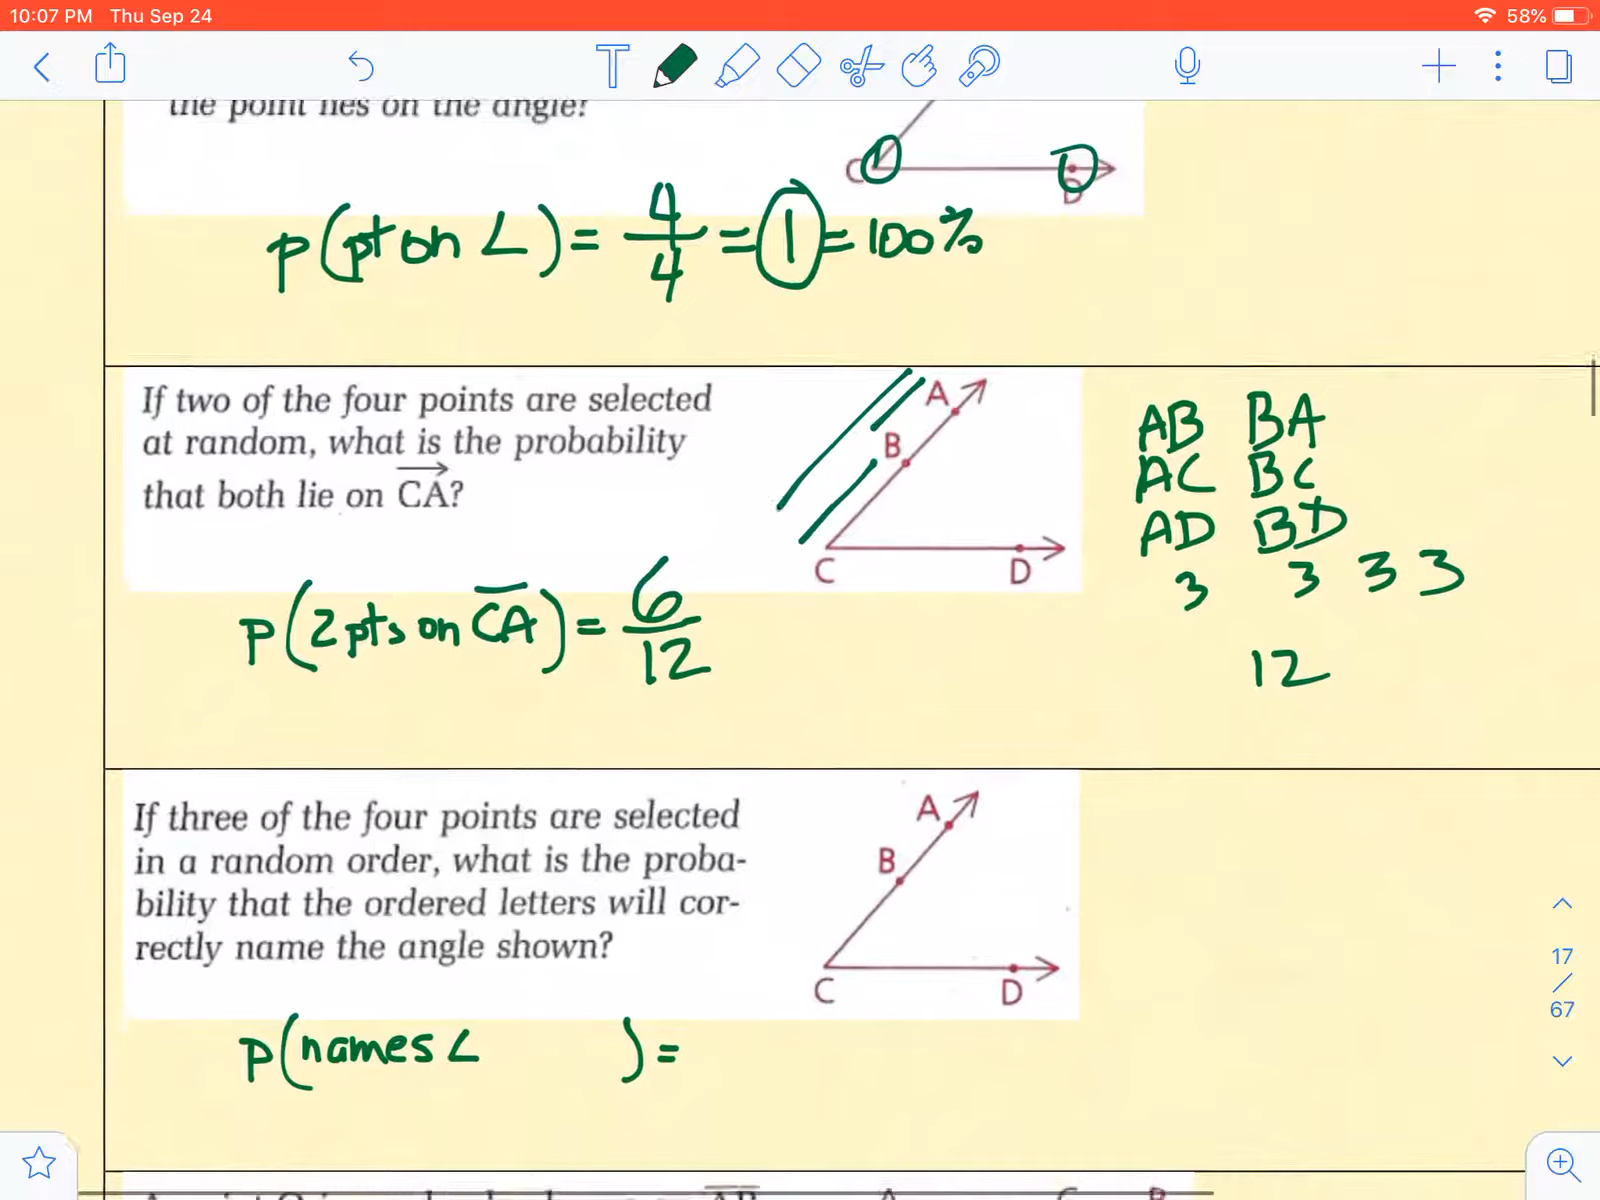 10:07 PM Thu Sep 24
58%
T
the point lies on the angle?
C
D
p(pt on ∠) = 4/4 = 1 = 100%
If two of the four points are selected
at random, what is the probability
that both lie on CA?
A
B
C
D
AB BA
AC BC
AD BD
3 3 3 3
12
p(2 pts on CA) = 6/12
If three of the four points are selected
in a random order, what is the proba-
bility that the ordered letters will cor-
rectly name the angle shown?
A
B
C
D
p(names ∠ ) =
17
/
67